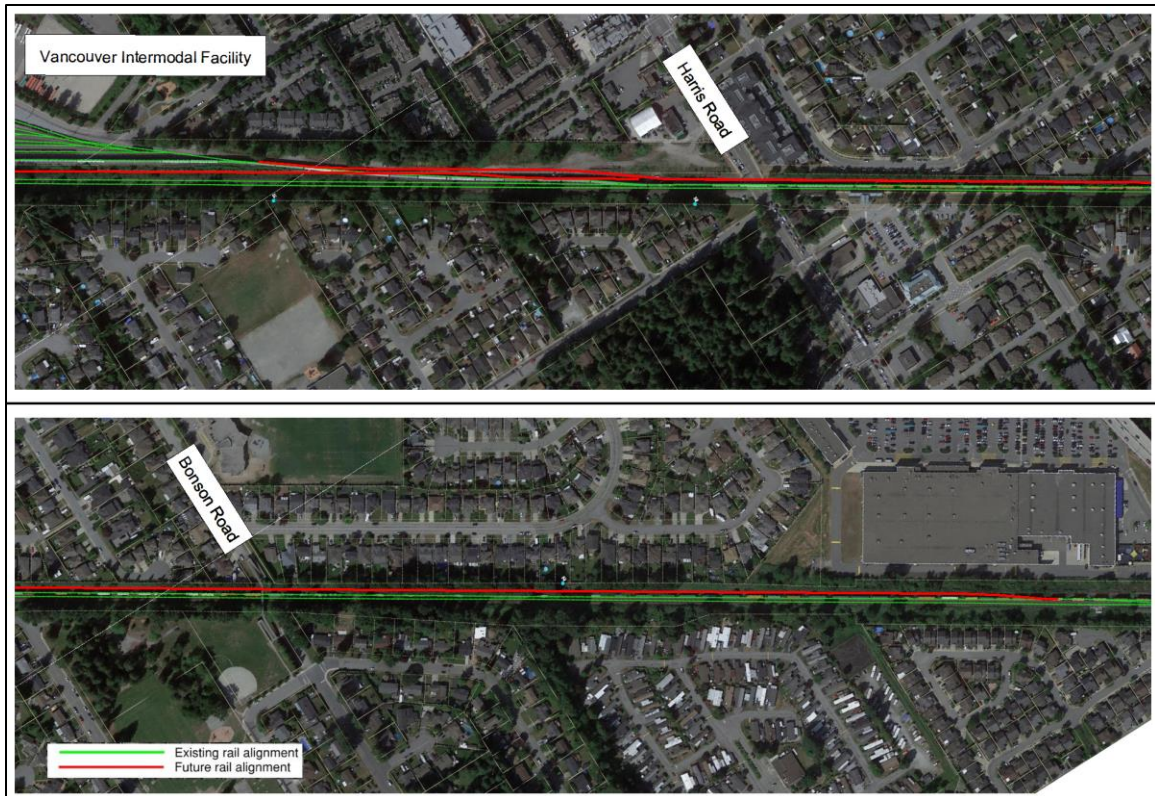 Vancouver Intermodal Facility
Harris Road
Bonson Road
Existing rail alignment
Future rail alignment